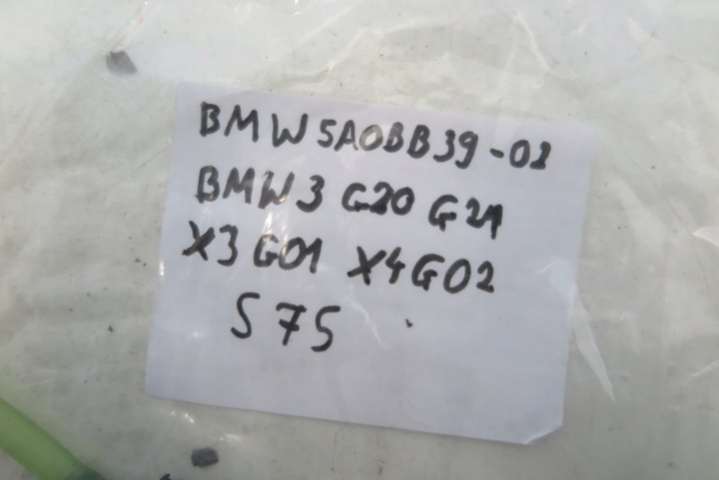 BMW 5A0BB39-02
BMW 3 G20 G21
X3 G01 X4 G02
S75